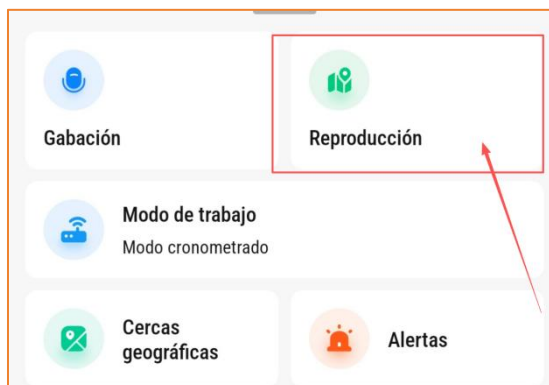 Gabación
Reproducción
Modo de trabajo
Modo cronometrado
Cercas
geográficas
Alertas